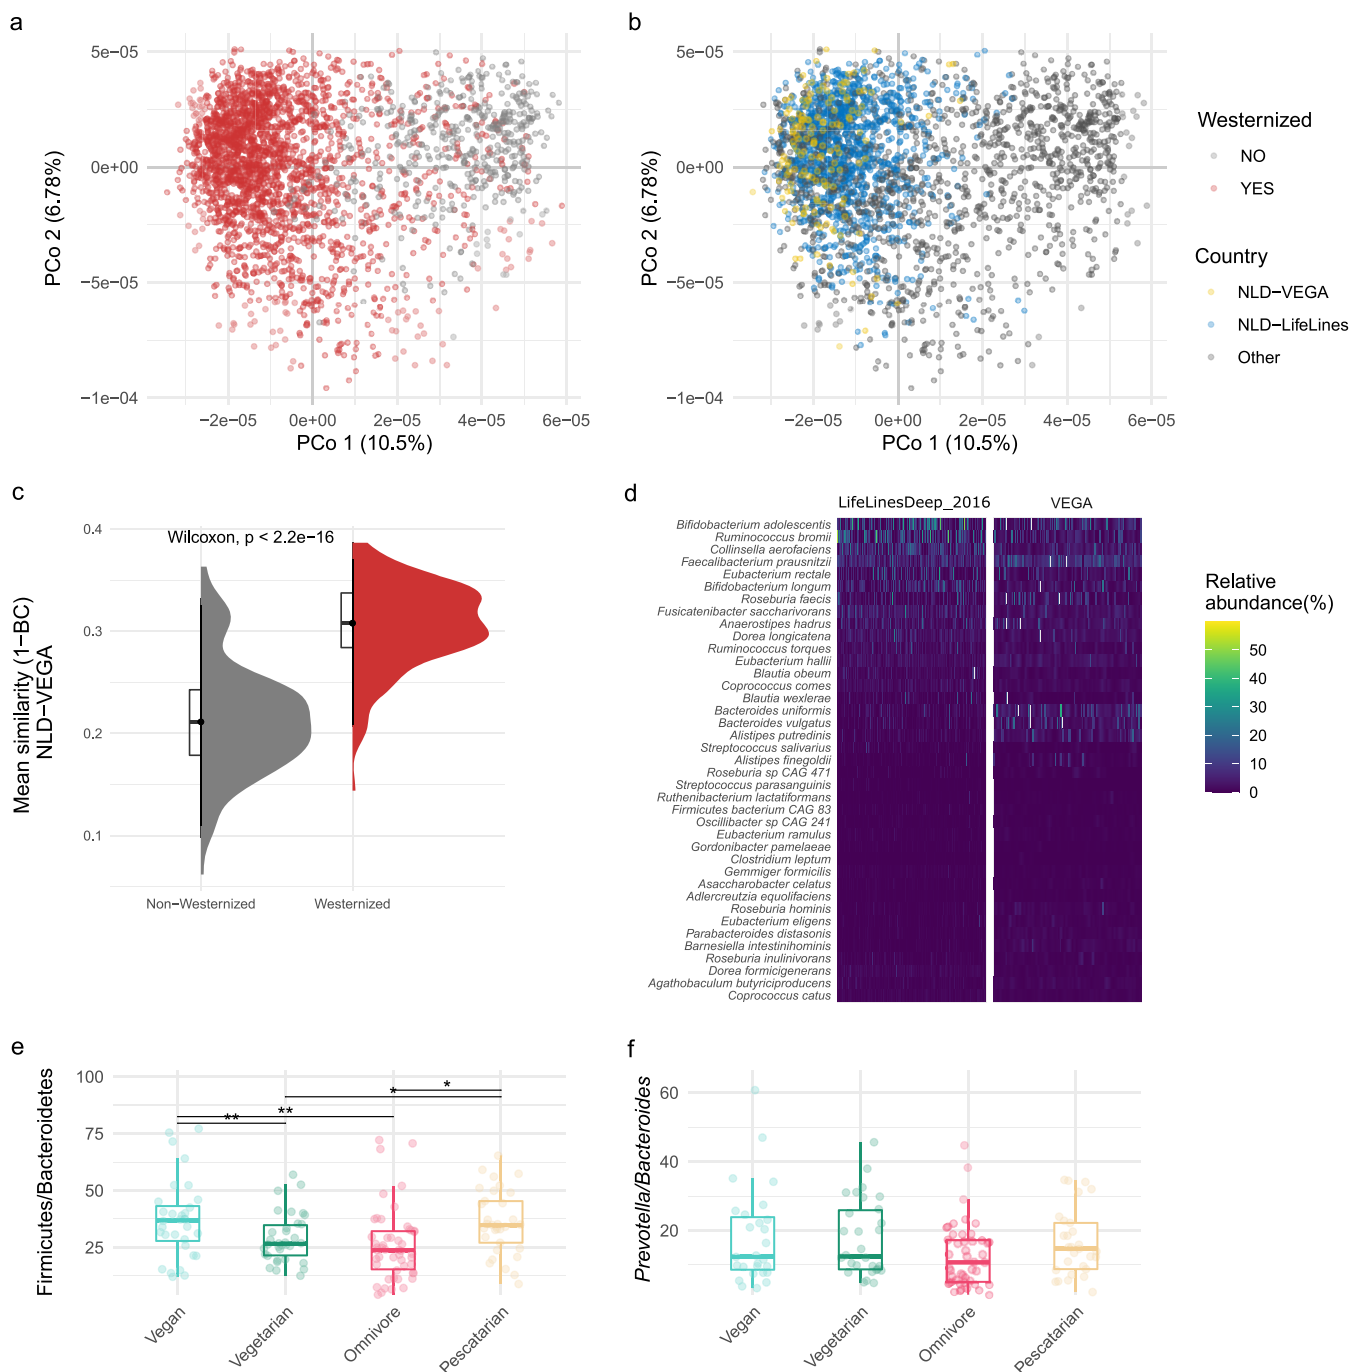 a
5e−05
0e+00
−5e−05
−1e−04
PCo 2 (6.78%)
−2e−05
0e+00
2e−05
4e−05
6e−05
PCo 1 (10.5%)
b
5e−05
0e+00
−5e−05
−1e−04
PCo 2 (6.78%)
−2e−05
0e+00
2e−05
4e−05
6e−05
PCo 1 (10.5%)
Westernized
NO
YES
Country
NLD−VEGA
NLD−LifeLines
Other
c
Mean similarity (1−BC)
NLD−VEGA
0.4
0.3
0.2
0.1
Wilcoxon, p < 2.2e−16
Non−Westernized
Westernized
d
LifeLinesDeep_2016
VEGA
Bifidobacterium adolescentis
Ruminococcus bromii
Collinsella aerofaciens
Faecalibacterium prausnitzii
Eubacterium rectale
Bifidobacterium longum
Roseburia faecis
Fusicatenibacter saccharivorans
Anaerostipes hadrus
Dorea longicatena
Ruminococcus torques
Eubacterium hallii
Blautia obeum
Coprococcus comes
Blautia wexlerae
Bacteroides uniformis
Bacteroides vulgatus
Alistipes putredinis
Streptococcus salivarius
Alistipes finegoldii
Roseburia sp CAG 471
Streptococcus parasanguinis
Ruthenibacterium lactatiformans
Firmicutes bacterium CAG 83
Oscillibacter sp CAG 241
Eubacterium ramulus
Gordonibacter pamelaeae
Clostridium leptum
Gemmiger formicilis
Asaccharobacter celatus
Adlercreutzia equolifaciens
Roseburia hominis
Eubacterium eligens
Parabacteroides distasonis
Barnesiella intestinihominis
Roseburia inulinivorans
Dorea formicigenerans
Agathobaculum butyriciproducens
Coprococcus catus
Relative
abundance(%)
50
40
30
20
10
0
e
Firmicutes/Bacteroidetes
100
75
50
25
**
**
*
*
Vegan
Vegetarian
Omnivore
Pescatarian
f
Prevotella/Bacteroides
60
40
20
Vegan
Vegetarian
Omnivore
Pescatarian